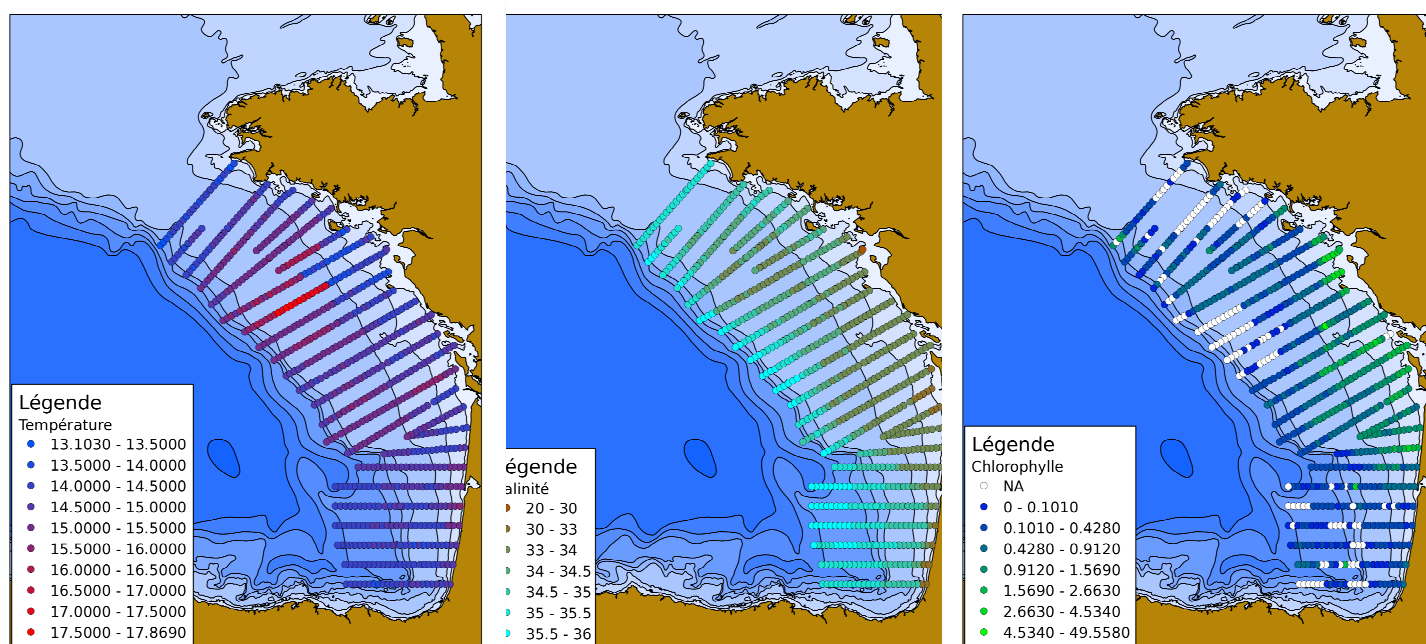 Légende
Température
13.1030 - 13.5000
13.5000 - 14.0000
14.0000 - 14.5000
14.5000 - 15.0000
15.0000 - 15.5000
15.5000 - 16.0000
16.0000 - 16.5000
16.5000 - 17.0000
17.0000 - 17.5000
17.5000 - 17.8690
égende
alinité
20 - 30
30 - 33
33 - 34
34 - 34.5
34.5 - 35
35 - 35.5
35.5 - 36
Légende
Chlorophylle
NA
0 - 0.1010
0.1010 - 0.4280
0.4280 - 0.9120
0.9120 - 1.5690
1.5690 - 2.6630
2.6630 - 4.5340
4.5340 - 49.5580